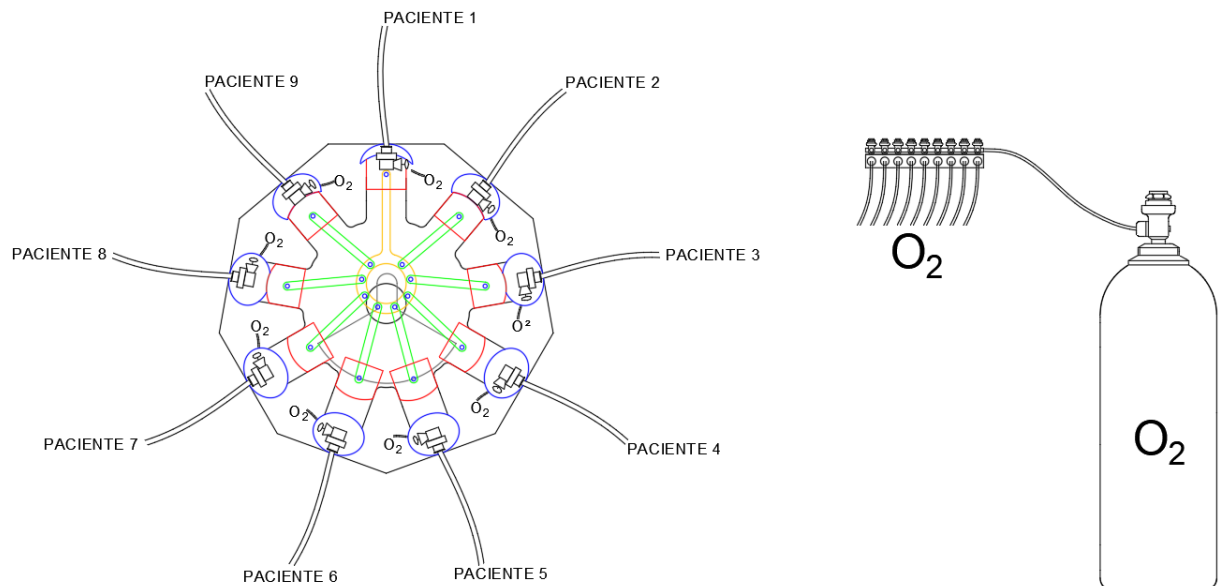 PACIENTE 1
PACIENTE 9
PACIENTE 2
O₂
O₂
O₂
O₂
PACIENTE 8
PACIENTE 3
O²
O₂
O₂
O₂
O₂
PACIENTE 7
PACIENTE 4
PACIENTE 6
PACIENTE 5
O₂
O₂